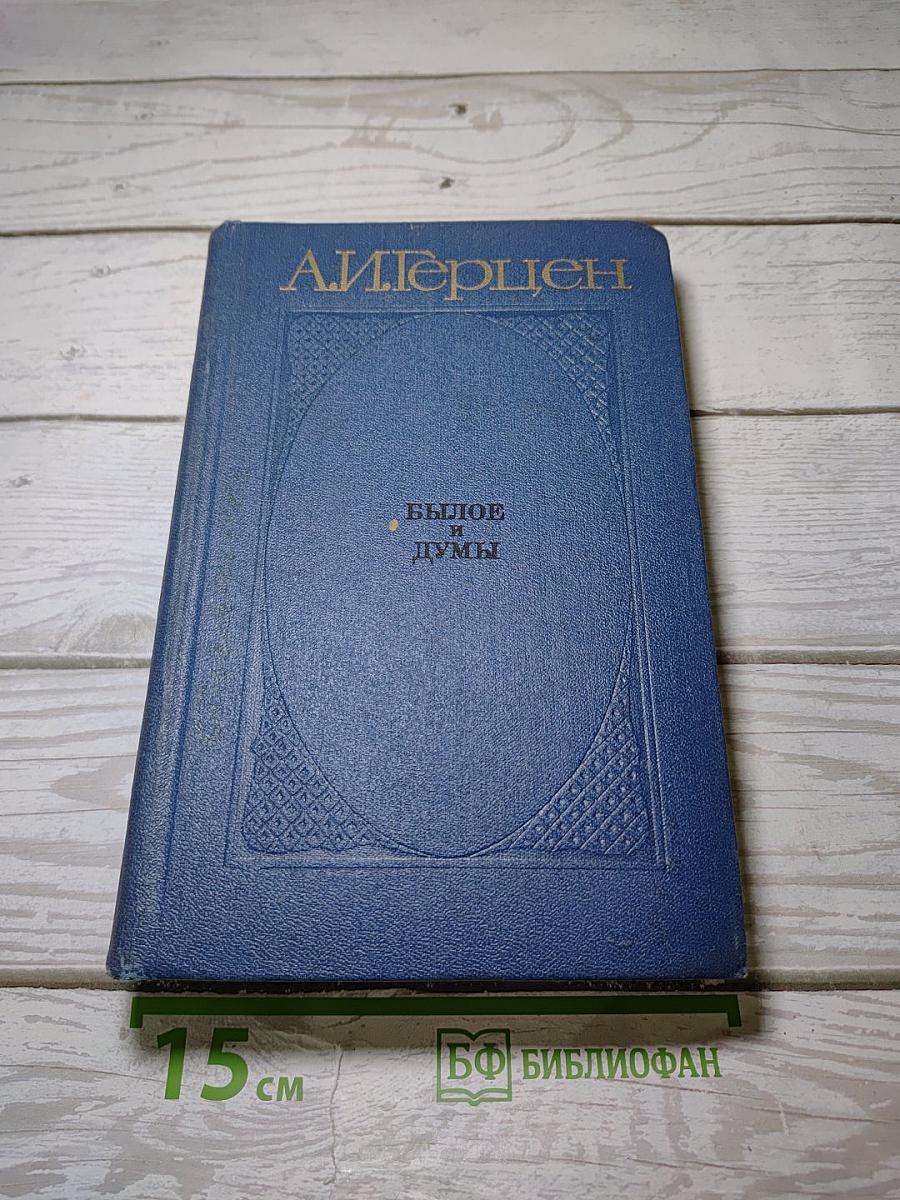 А.И.Герцен
БЫЛОЕ
И
ДУМЫ
15 см
БФ БИБЛИОФАН